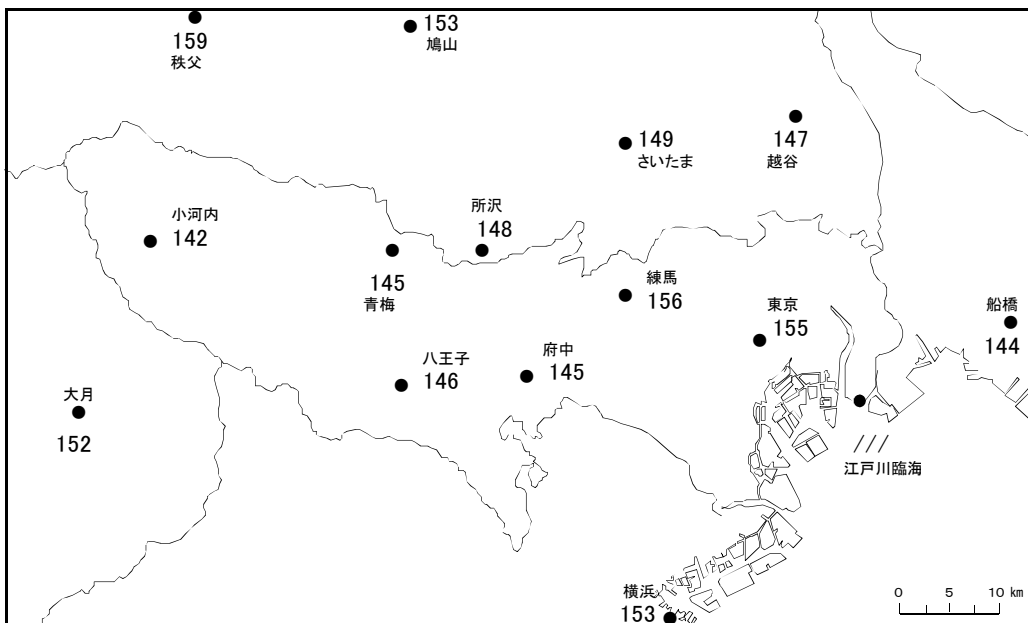 159
秩父
153
鳩山
149
さいたま
147
越谷
小河内
142
所沢
148
145
青梅
練馬
156
東京
155
船橋
144
八王子
146
府中
145
大月
152
///
江戸川臨海
横浜
153
0 5 10 km